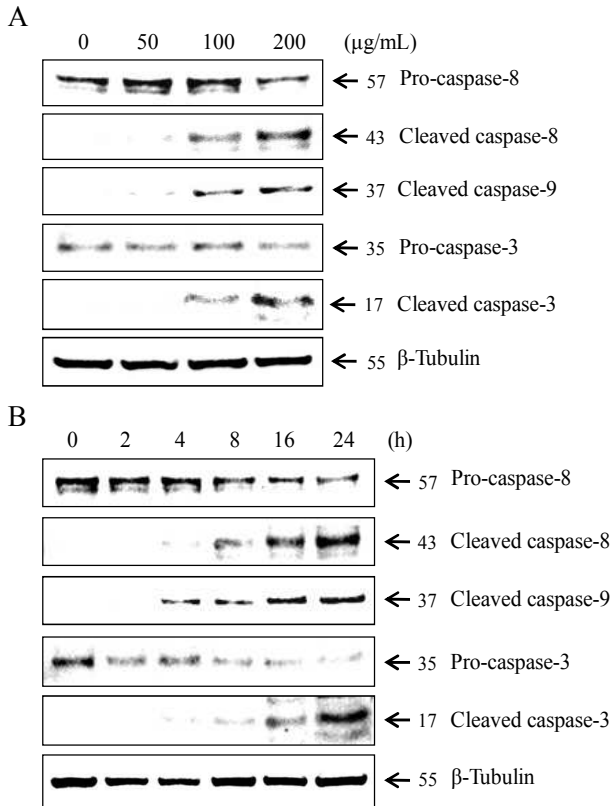 A
0 50 100 200 (μg/mL)
← 57 Pro-caspase-8
← 43 Cleaved caspase-8
← 37 Cleaved caspase-9
← 35 Pro-caspase-3
← 17 Cleaved caspase-3
← 55 β-Tubulin
B
0 2 4 8 16 24 (h)
← 57 Pro-caspase-8
← 43 Cleaved caspase-8
← 37 Cleaved caspase-9
← 35 Pro-caspase-3
← 17 Cleaved caspase-3
← 55 β-Tubulin